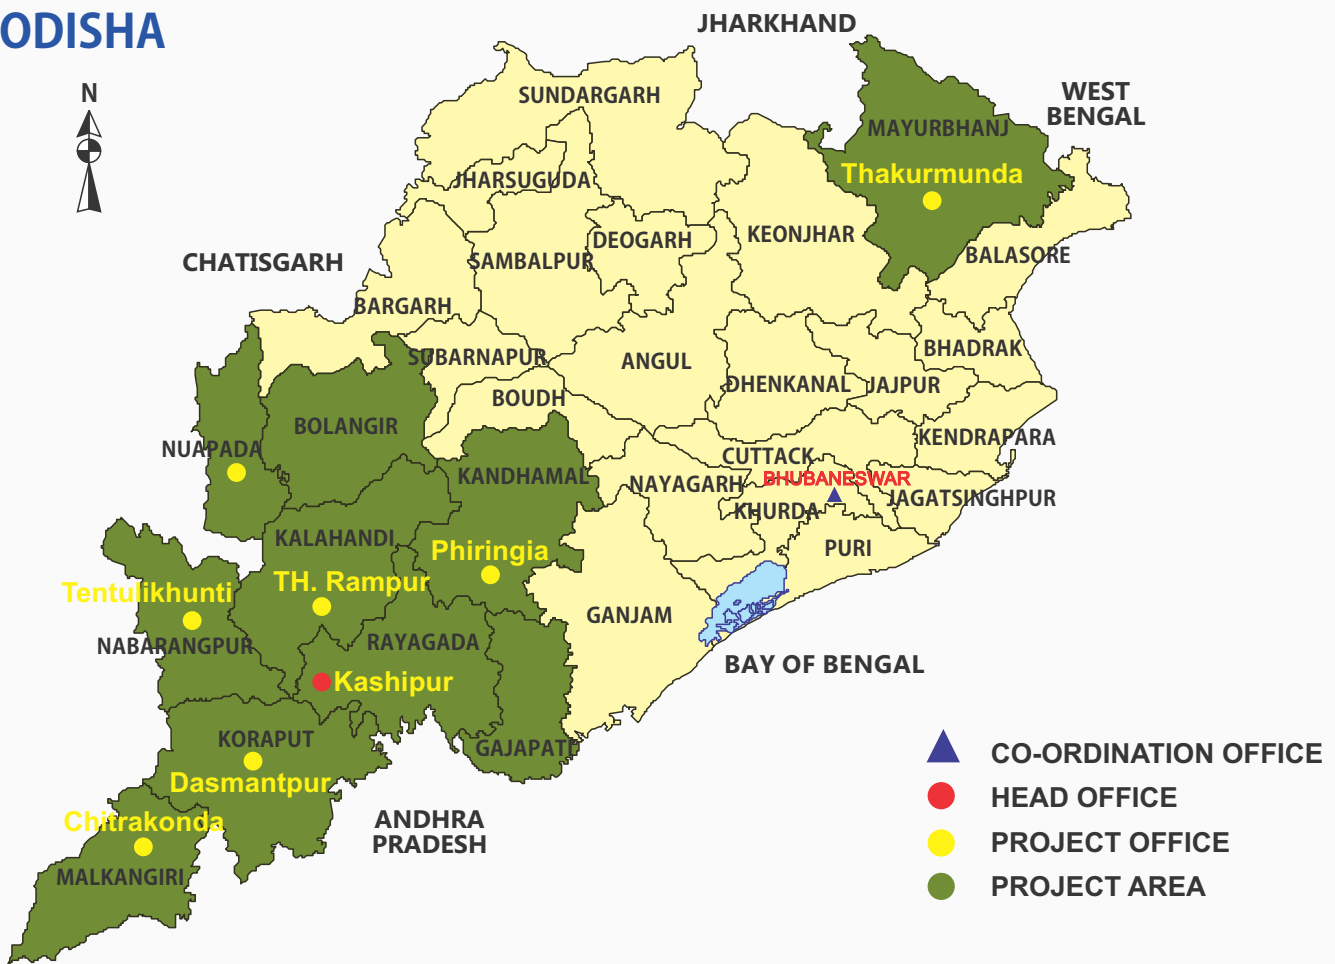 ODISHA
JHARKHAND
N
SUNDARGARH
WEST
BENGAL
MAYURBHANJ
Thakurmunda
JHARSUGUDA
DEOGARH
KEONJHAR
BALASORE
CHATISGARH
SAMBALPUR
BARGARH
SUBARNAPUR
ANGUL
BHADRAK
DHENKANAL
JAJPUR
BOUDH
BOLANGIR
NUAPADA
KENDRAPARA
CUTTACK
KANDHAMAL
NAYAGARH
BHUBANESWAR
JAGATSINGHPUR
KHURDA
KALAHANDI
PURI
Phiringia
TH. Rampur
Tentulikhunti
GANJAM
NABARANGPUR
RAYAGADA
BAY OF BENGAL
Kashipur
KORAPUT
GAJAPATI
Dasmantpur
Chitrakonda
ANDHRA
PRADESH
MALKANGIRI
CO-ORDINATION OFFICE
HEAD OFFICE
PROJECT OFFICE
PROJECT AREA